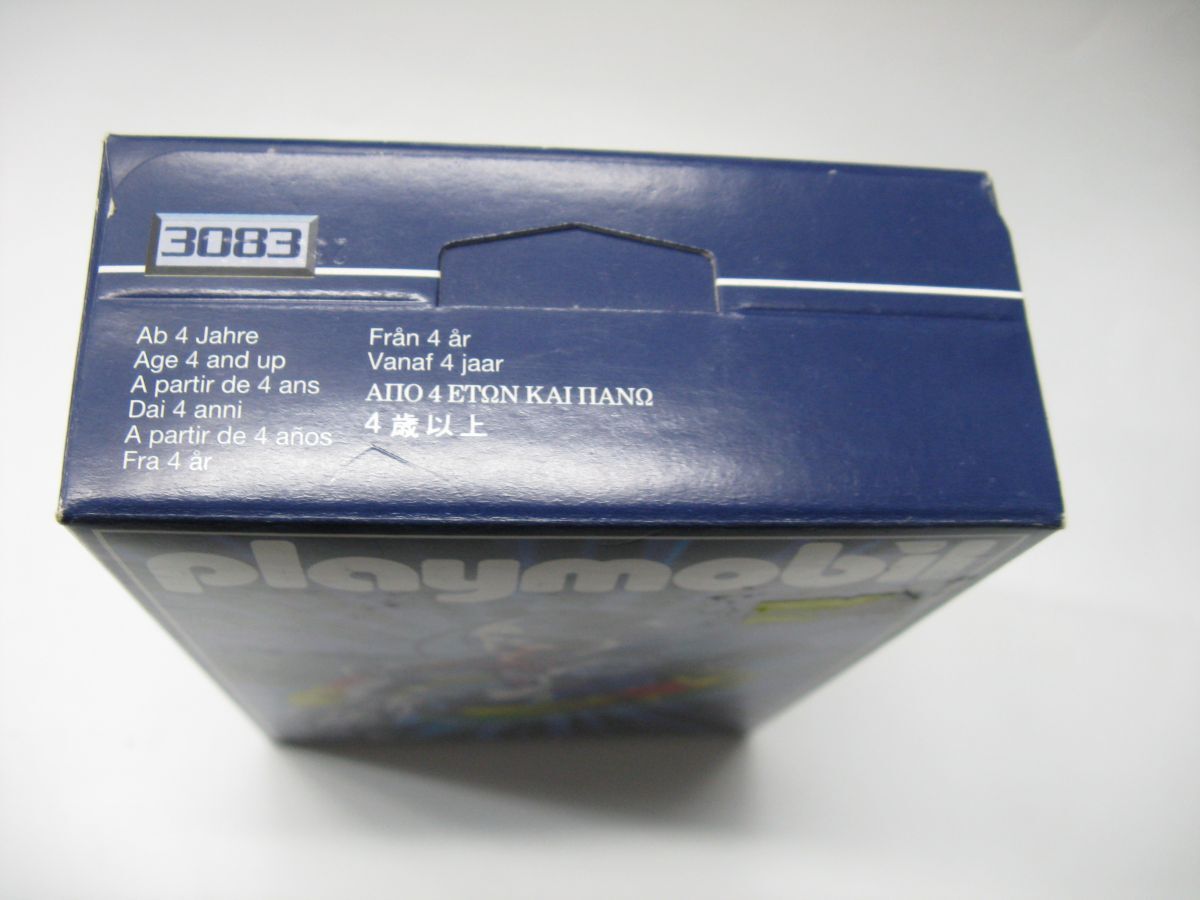 3083
Ab 4 Jahre
Age 4 and up
A partir de 4 ans
Dai 4 anni
A partir de 4 años
Fra 4 år
Från 4 år
Vanaf 4 jaar
ΑΠΟ 4 ΕΤΩΝ ΚΑΙ ΠΑΝΩ
4 歳以上
playmobil